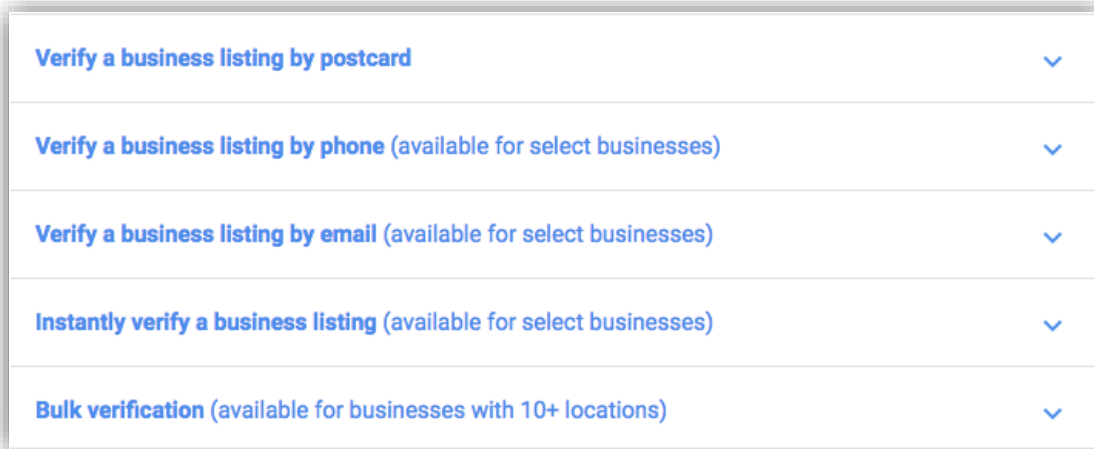 Verify a business listing by postcard
Verify a business listing by phone (available for select businesses)
Verify a business listing by email (available for select businesses)
Instantly verify a business listing (available for select businesses)
Bulk verification (available for businesses with 10+ locations)